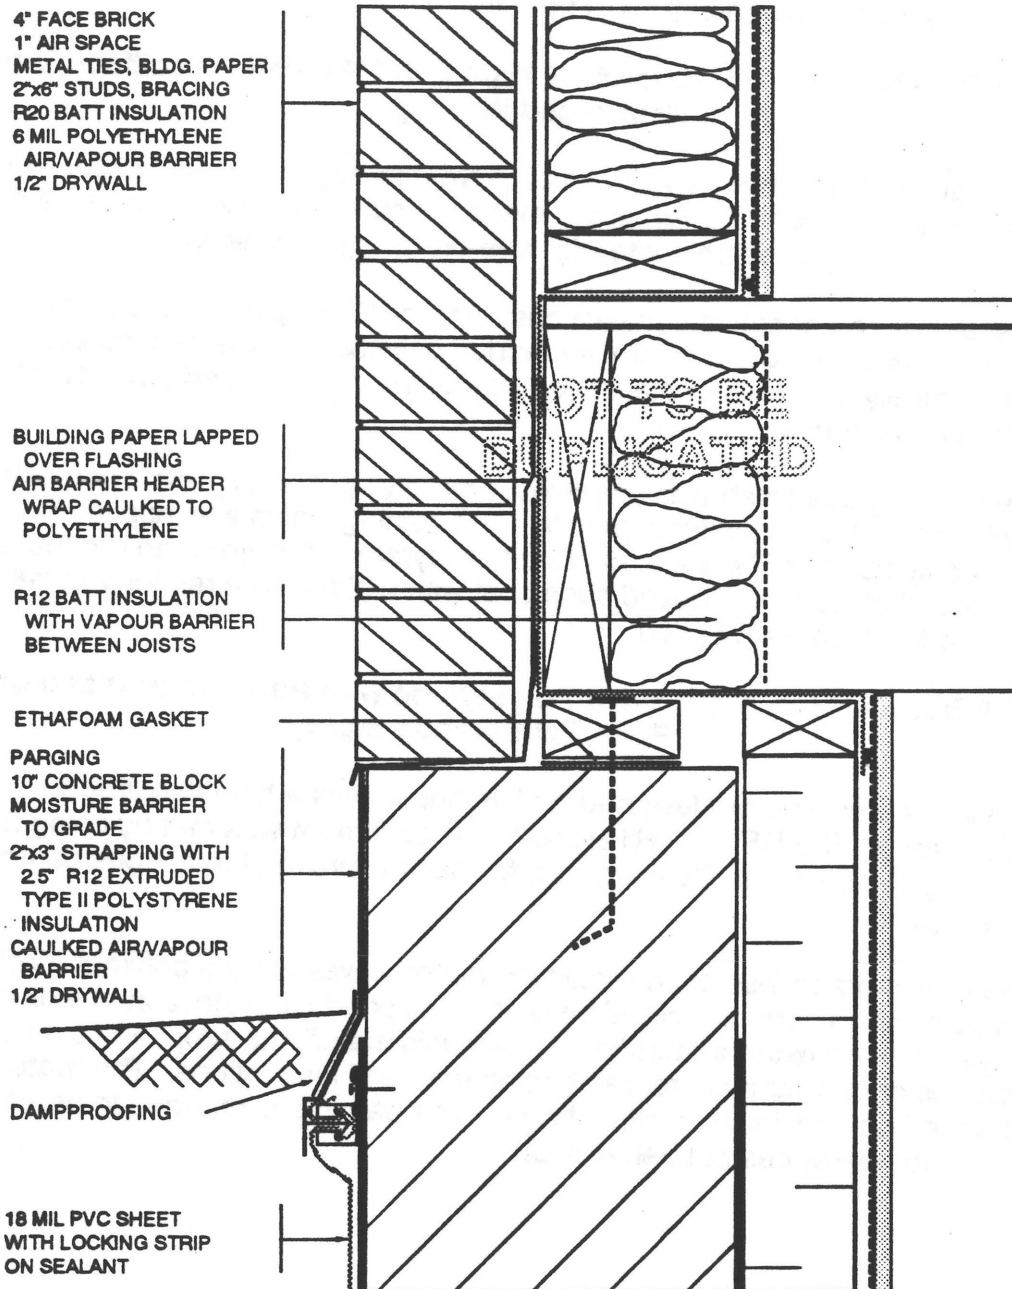 4" FACE BRICK
1" AIR SPACE
METAL TIES, BLDG. PAPER
2"x6" STUDS, BRACING
R20 BATT INSULATION
6 MIL POLYETHYLENE
AIR/VAPOUR BARRIER
1/2" DRYWALL
NOT TO BE
DUPLICATED
BUILDING PAPER LAPPED
OVER FLASHING
AIR BARRIER HEADER
WRAP CAULKED TO
POLYETHYLENE
R12 BATT INSULATION
WITH VAPOUR BARRIER
BETWEEN JOISTS
ETHAFOAM GASKET
PARGING
10" CONCRETE BLOCK
MOISTURE BARRIER
TO GRADE
2"x3" STRAPPING WITH
2.5" R12 EXTRUDED
TYPE II POLYSTYRENE
INSULATION
CAULKED AIR/VAPOUR
BARRIER
1/2" DRYWALL
DAMPPROOFING
18 MIL PVC SHEET
WITH LOCKING STRIP
ON SEALANT